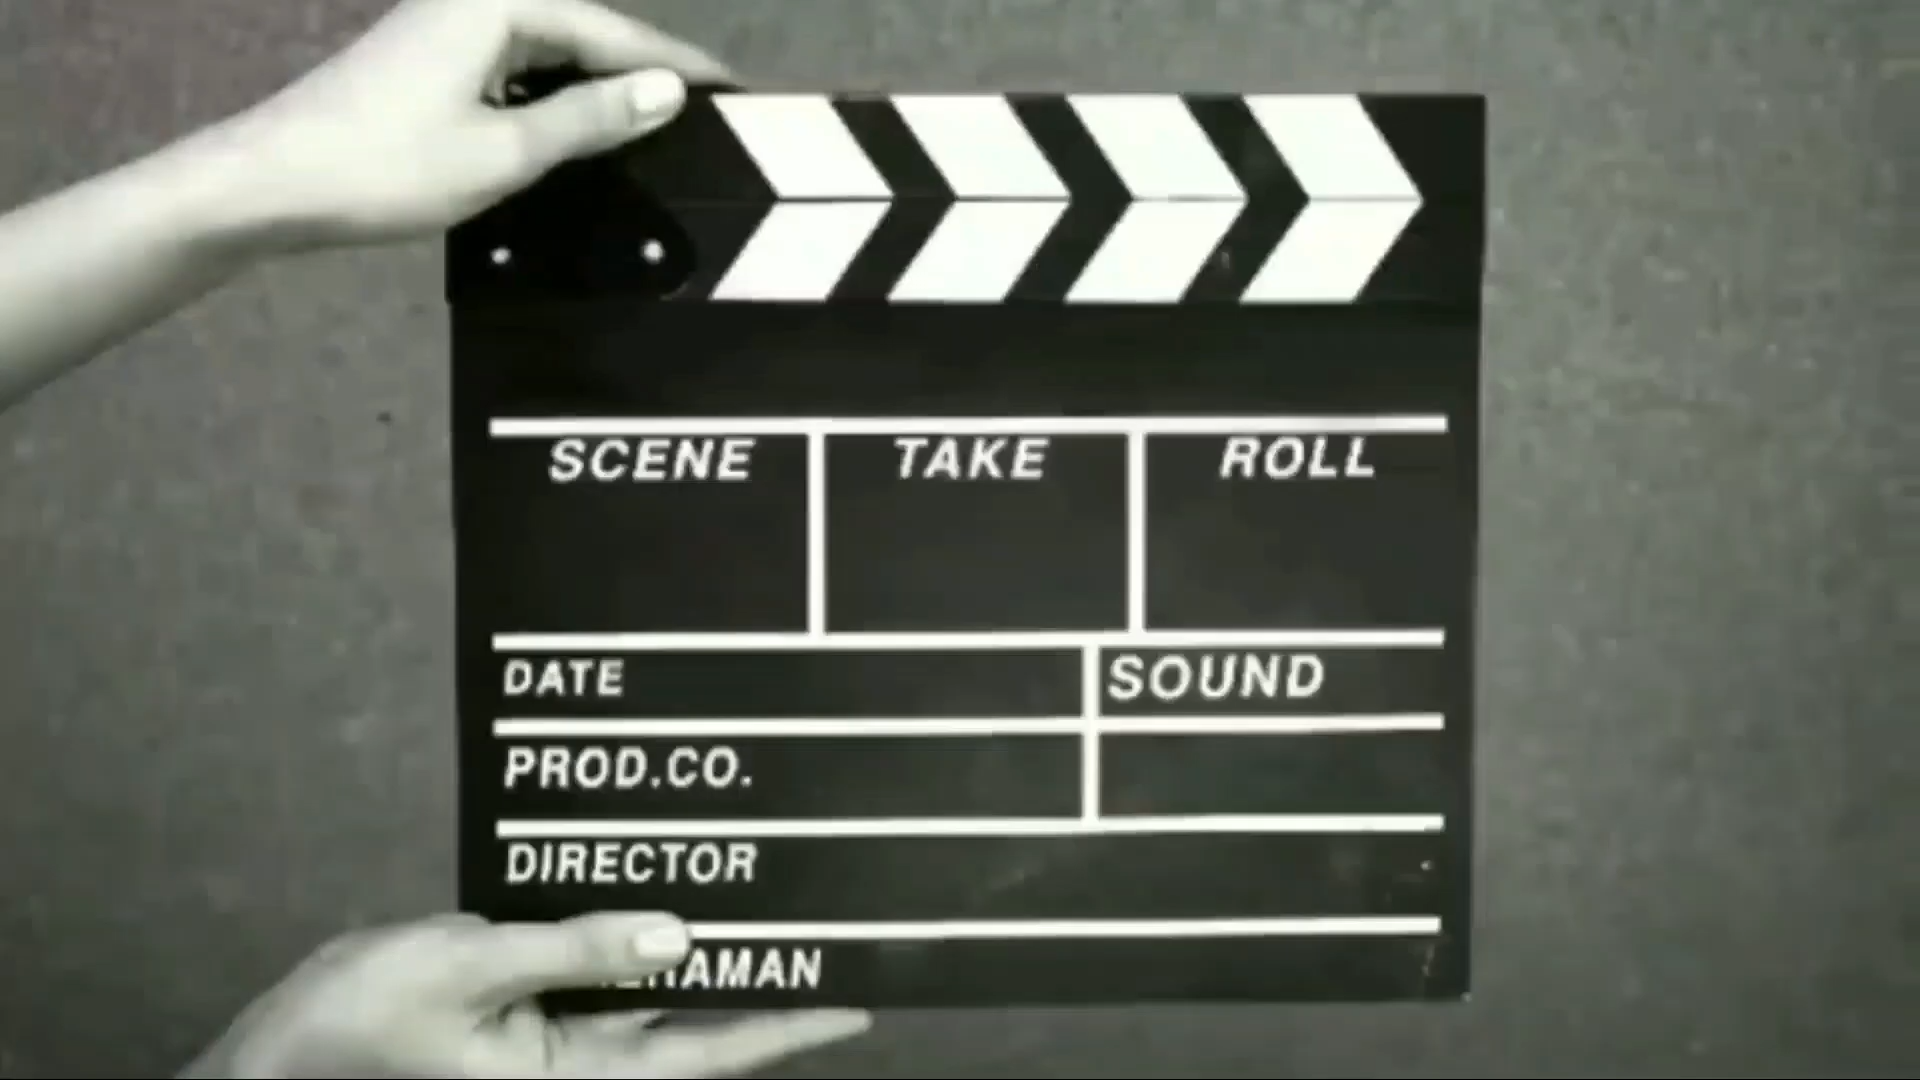 SCENE TAKE ROLL
DATE SOUND
PROD.CO.
DIRECTOR